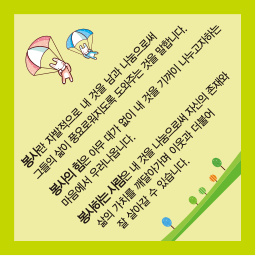 봉사란 자발적으로 내 것을 남과 나눔으로써
그들의 삶이 풍요로워지도록 도와주는 것을 말합니다.
봉사의 힘은 아무 대가 없이 내 것을 기꺼이 나누고자하는
마음에서 우러나옵니다.
봉사하는 사람은 내 것을 나눔으로써 자신의 존재와
삶의 가치를 깨달아가며 이웃과 더불어
잘 살아갈 수 있습니다.